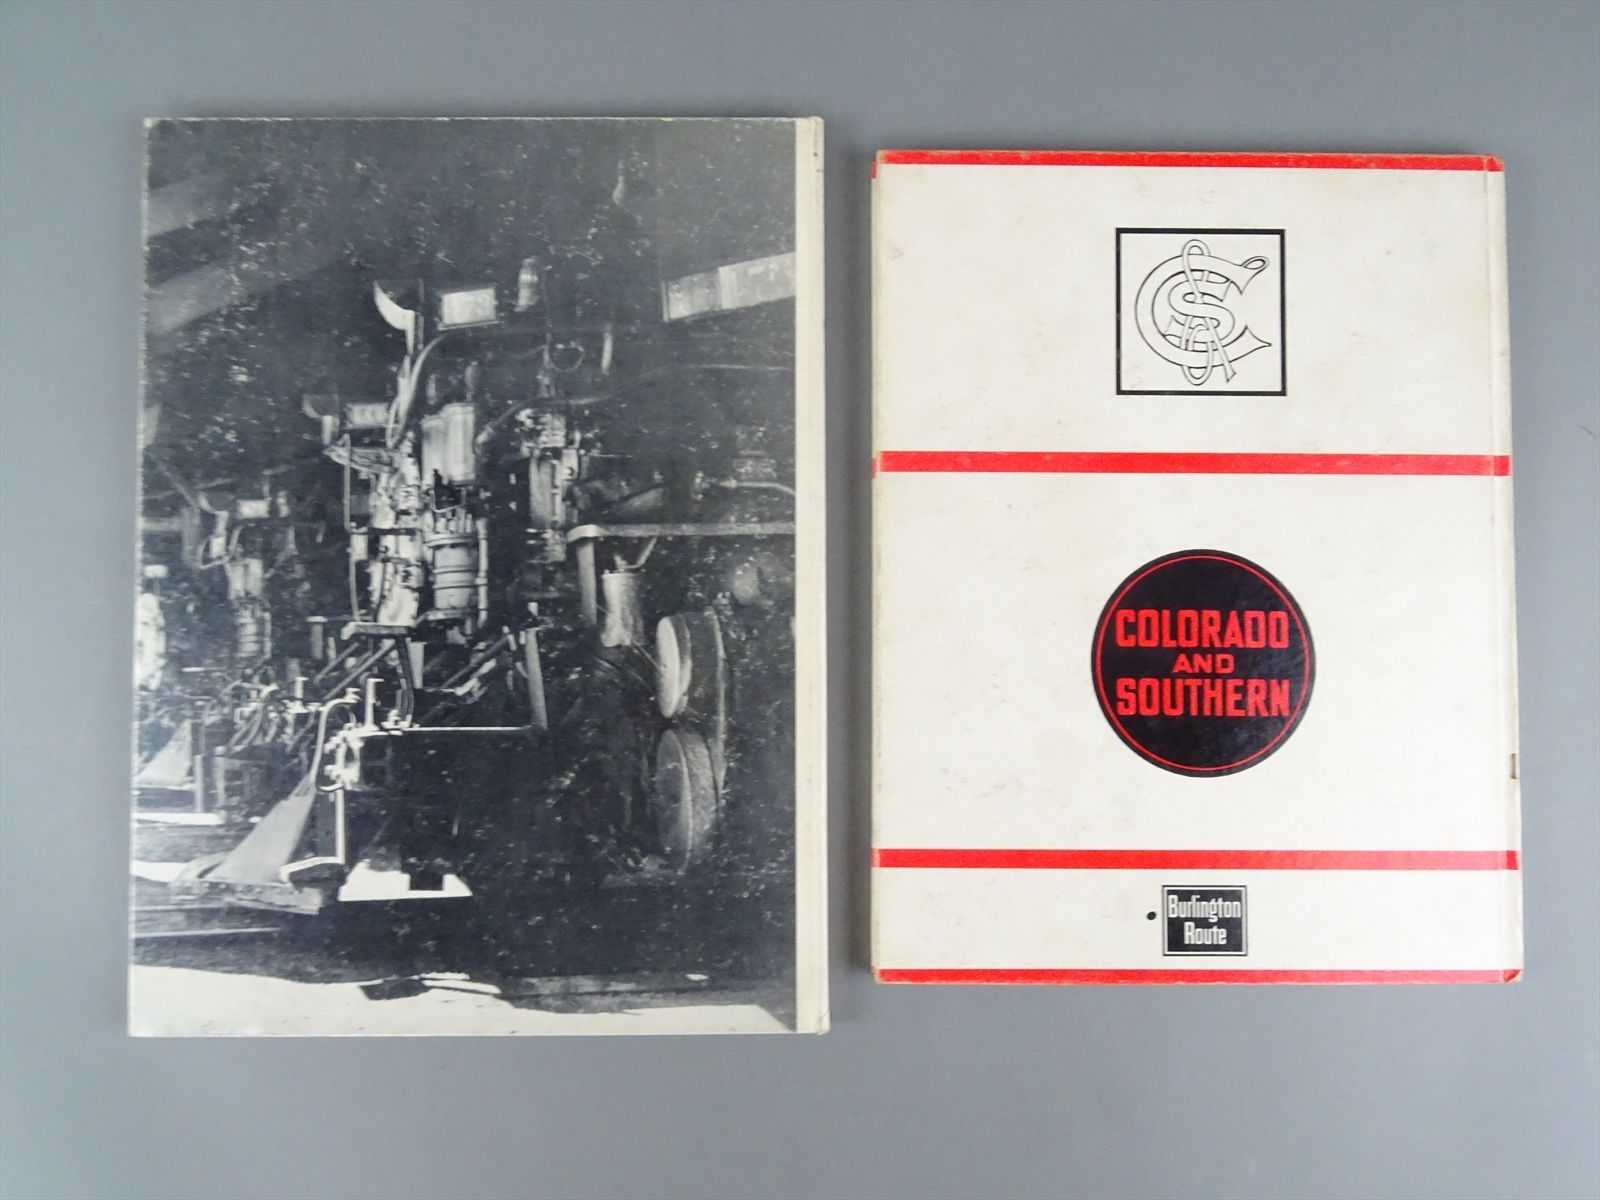 COLORADO
AND
SOUTHERN
Burlington
Route